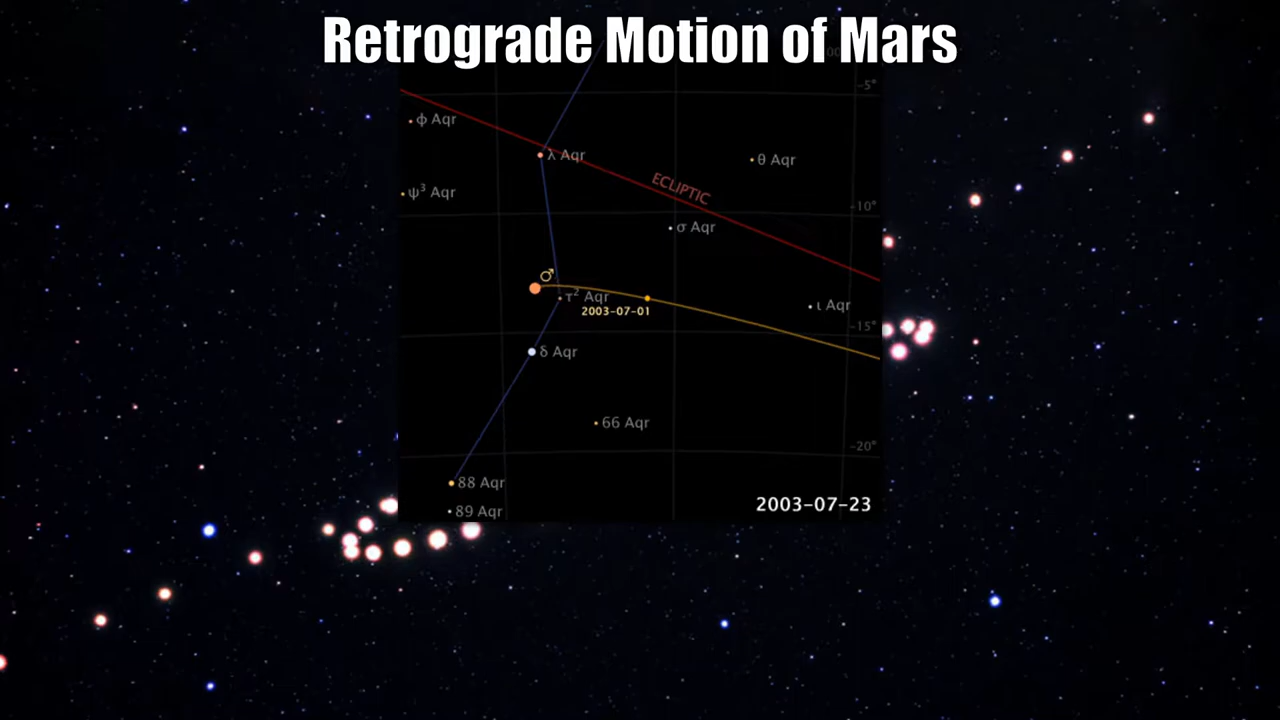 Retrograde Motion of Mars
-5°
φ Aqr
λ Aqr
θ Aqr
ψ³ Aqr
ECLIPTIC
-10°
σ Aqr
♂
τ² Aqr
2003-07-01
ι Aqr
-15°
δ Aqr
66 Aqr
-20°
88 Aqr
2003-07-23
89 Aqr